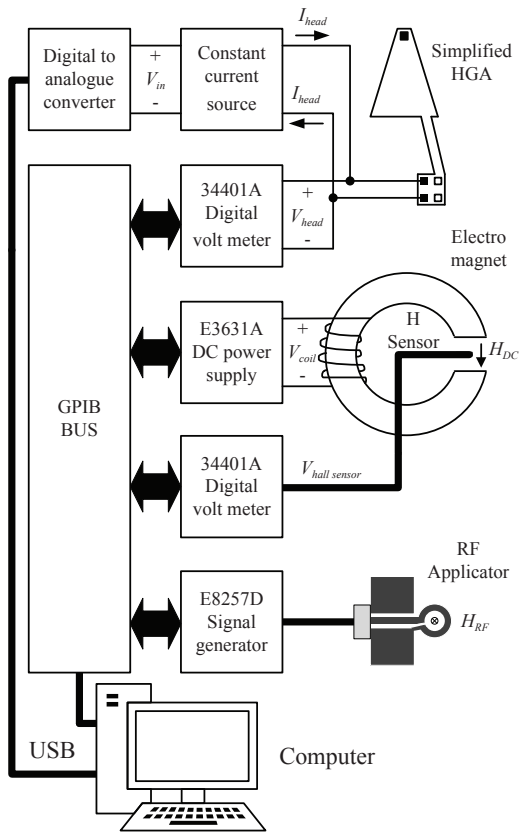 Digital to
analogue
converter
+
V_in
-
Constant
current
source
I_head
I_head
Simplified
HGA
GPIB
BUS
34401A
Digital
volt meter
+
V_head
-
Electro
magnet
E3631A
DC power
supply
+
V_coil
-
H
Sensor
H_DC
34401A
Digital
volt meter
V_hall sensor
E8257D
Signal
generator
RF
Applicator
H_RF
USB
Computer